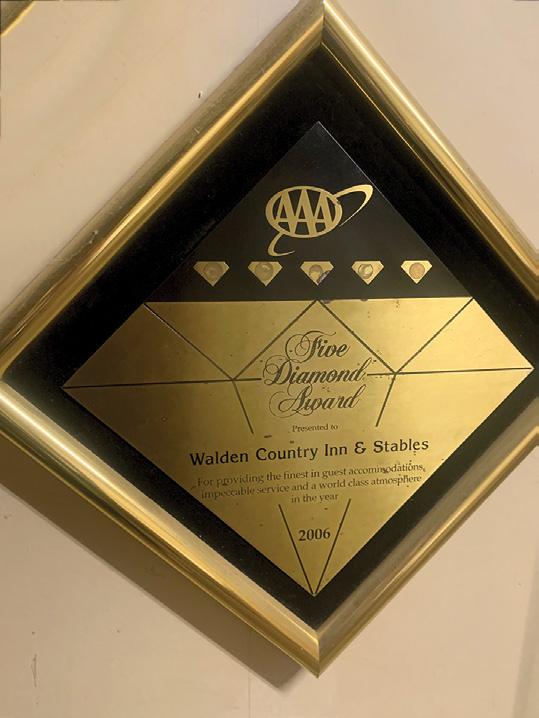 AAA
Five
Diamond
Award
Presented to
Walden Country Inn & Stables
For providing the finest in guest accommodations,
impeccable service and a world class atmosphere
in the year
2006